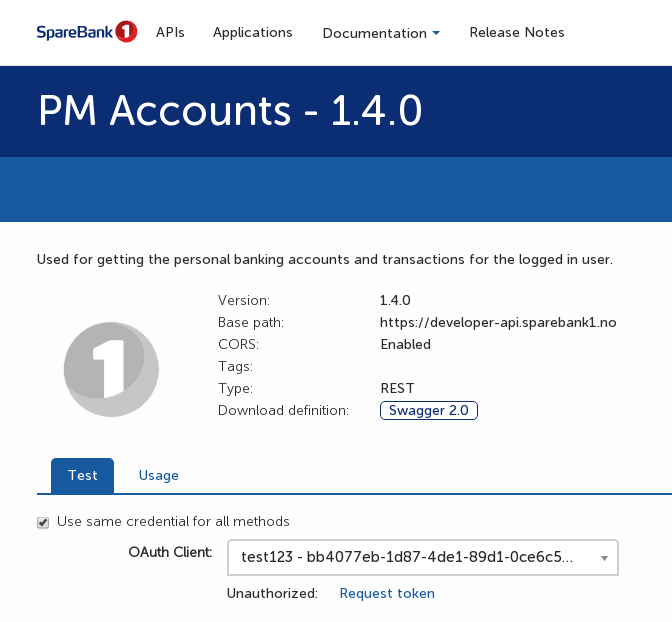 SpareBank 1 APIs Applications Documentation Release Notes
PM Accounts - 1.4.0
Used for getting the personal banking accounts and transactions for the logged in user.
1
Version: 1.4.0
Base path: https://developer-api.sparebank1.no
CORS: Enabled
Tags:
Type: REST
Download definition: Swagger 2.0
Test Usage
Use same credential for all methods
OAuth Client: test123 - bb4077eb-1d87-4de1-89d1-0ce6c5...
Unauthorized: Request token